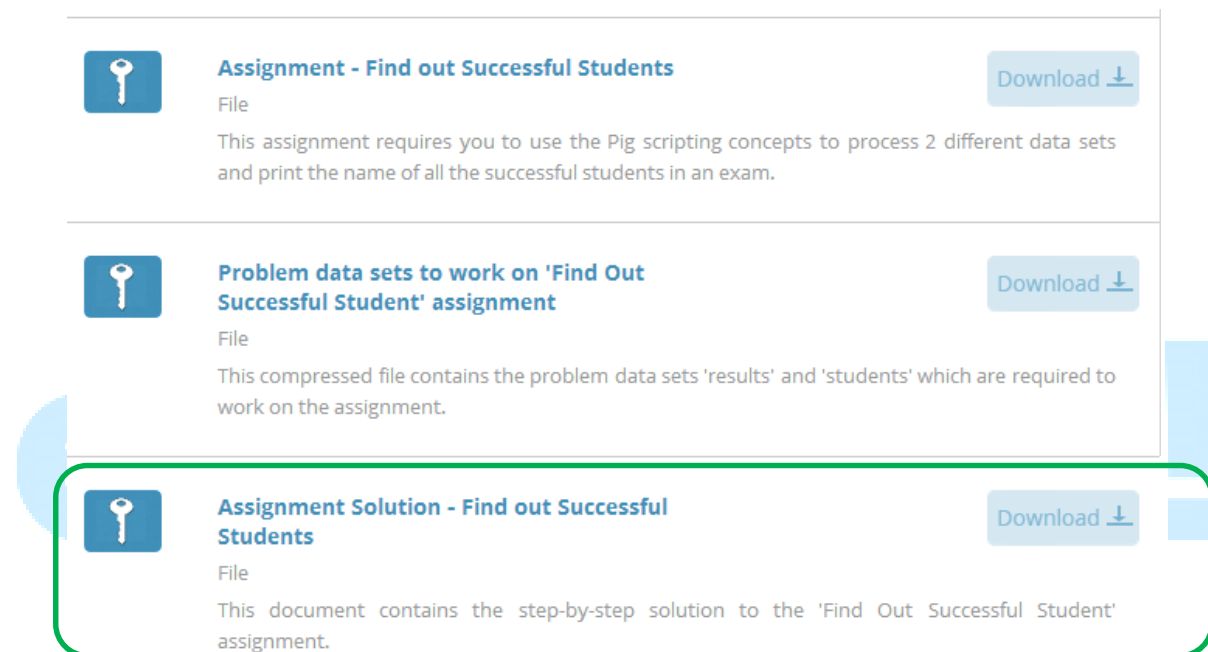 Assignment - Find out Successful Students
Download
File
This assignment requires you to use the Pig scripting concepts to process 2 different data sets
and print the name of all the successful students in an exam.
Problem data sets to work on 'Find Out
Successful Student' assignment
Download
File
This compressed file contains the problem data sets 'results' and 'students' which are required to
work on the assignment.
Assignment Solution - Find out Successful
Students
Download
File
This document contains the step-by-step solution to the 'Find Out Successful Student'
assignment.